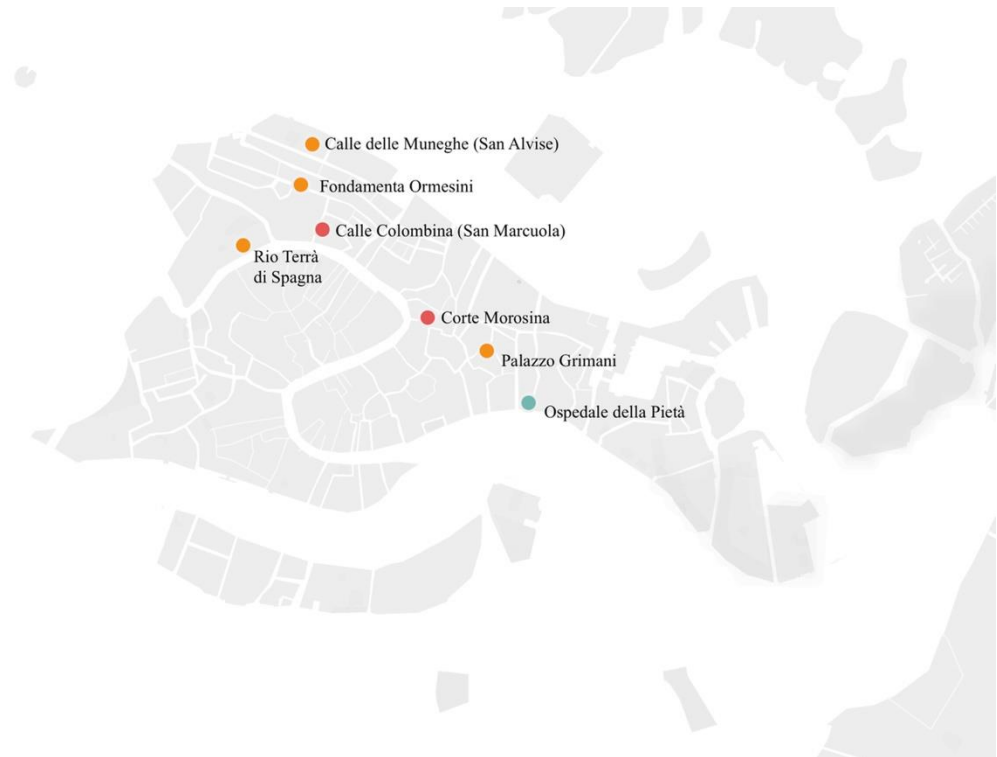 Calle delle Muneghe (San Alvise)
Fondamenta Ormesini
Calle Colombina (San Marcuola)
Rio Terrà
di Spagna
Corte Morosina
Palazzo Grimani
Ospedale della Pietà